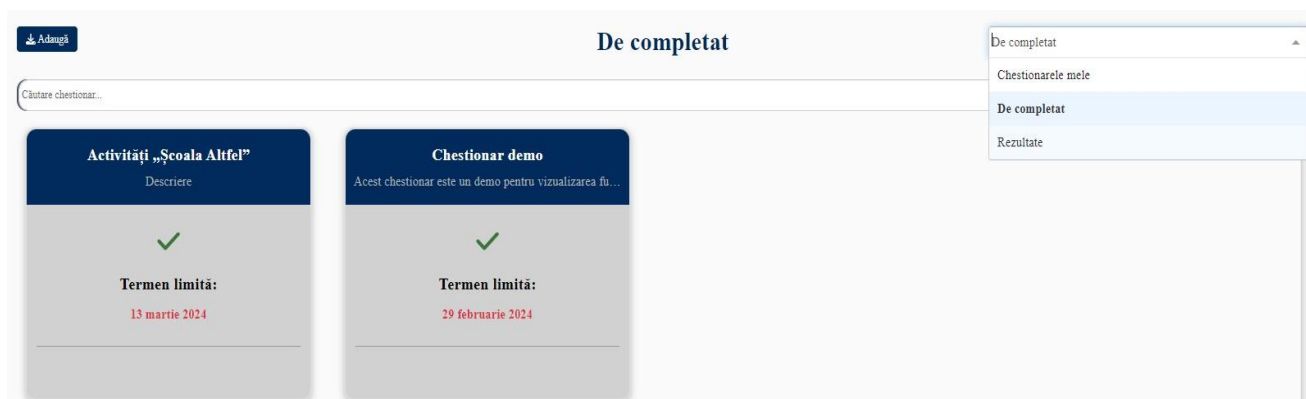 Adaugă
De completat
De completat
Chestionarele mele
De completat
Rezultate
Căutare chestionar...
Activități „Școala Altfel”
Descriere
Termen limită:
13 martie 2024
Chestionar demo
Acest chestionar este un demo pentru vizualizarea fu...
Termen limită:
29 februarie 2024